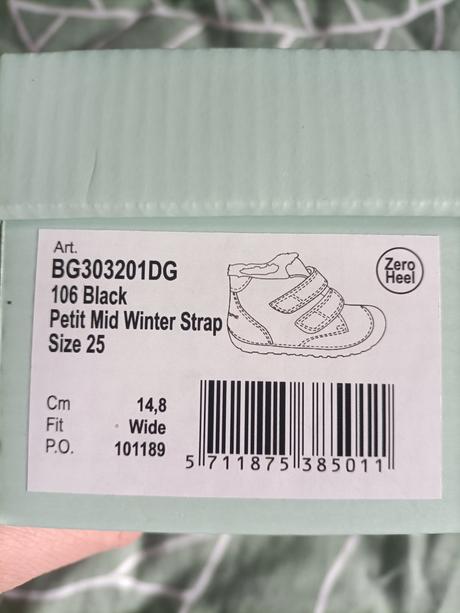 Art.
BG303201DG
106 Black
Petit Mid Winter Strap
Size 25
Zero
Heel
Cm 14,8
Fit Wide
P.O. 101189
5 711875 385011